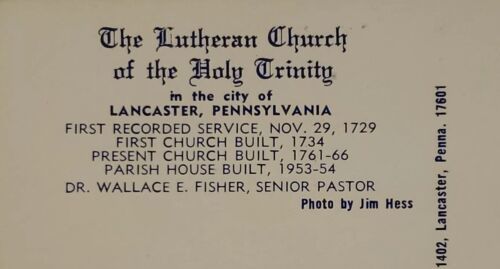 The Lutheran Church
of the Holy Trinity
in the city of
LANCASTER, PENNSYLVANIA
FIRST RECORDED SERVICE, NOV. 29, 1729
FIRST CHURCH BUILT, 1734
PRESENT CHURCH BUILT, 1761-66
PARISH HOUSE BUILT, 1953-54
DR. WALLACE E. FISHER, SENIOR PASTOR
Photo by Jim Hess
1402, Lancaster, Penna. 17601